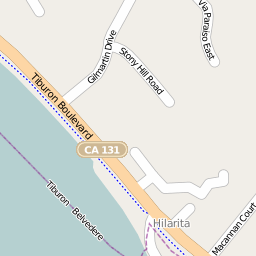 Via Paraiso East
Gilmartin Drive
Stony Hill Road
Tiburon Boulevard
CA 131
Tiburon
Belvedere
Hilarita
Macannan Court